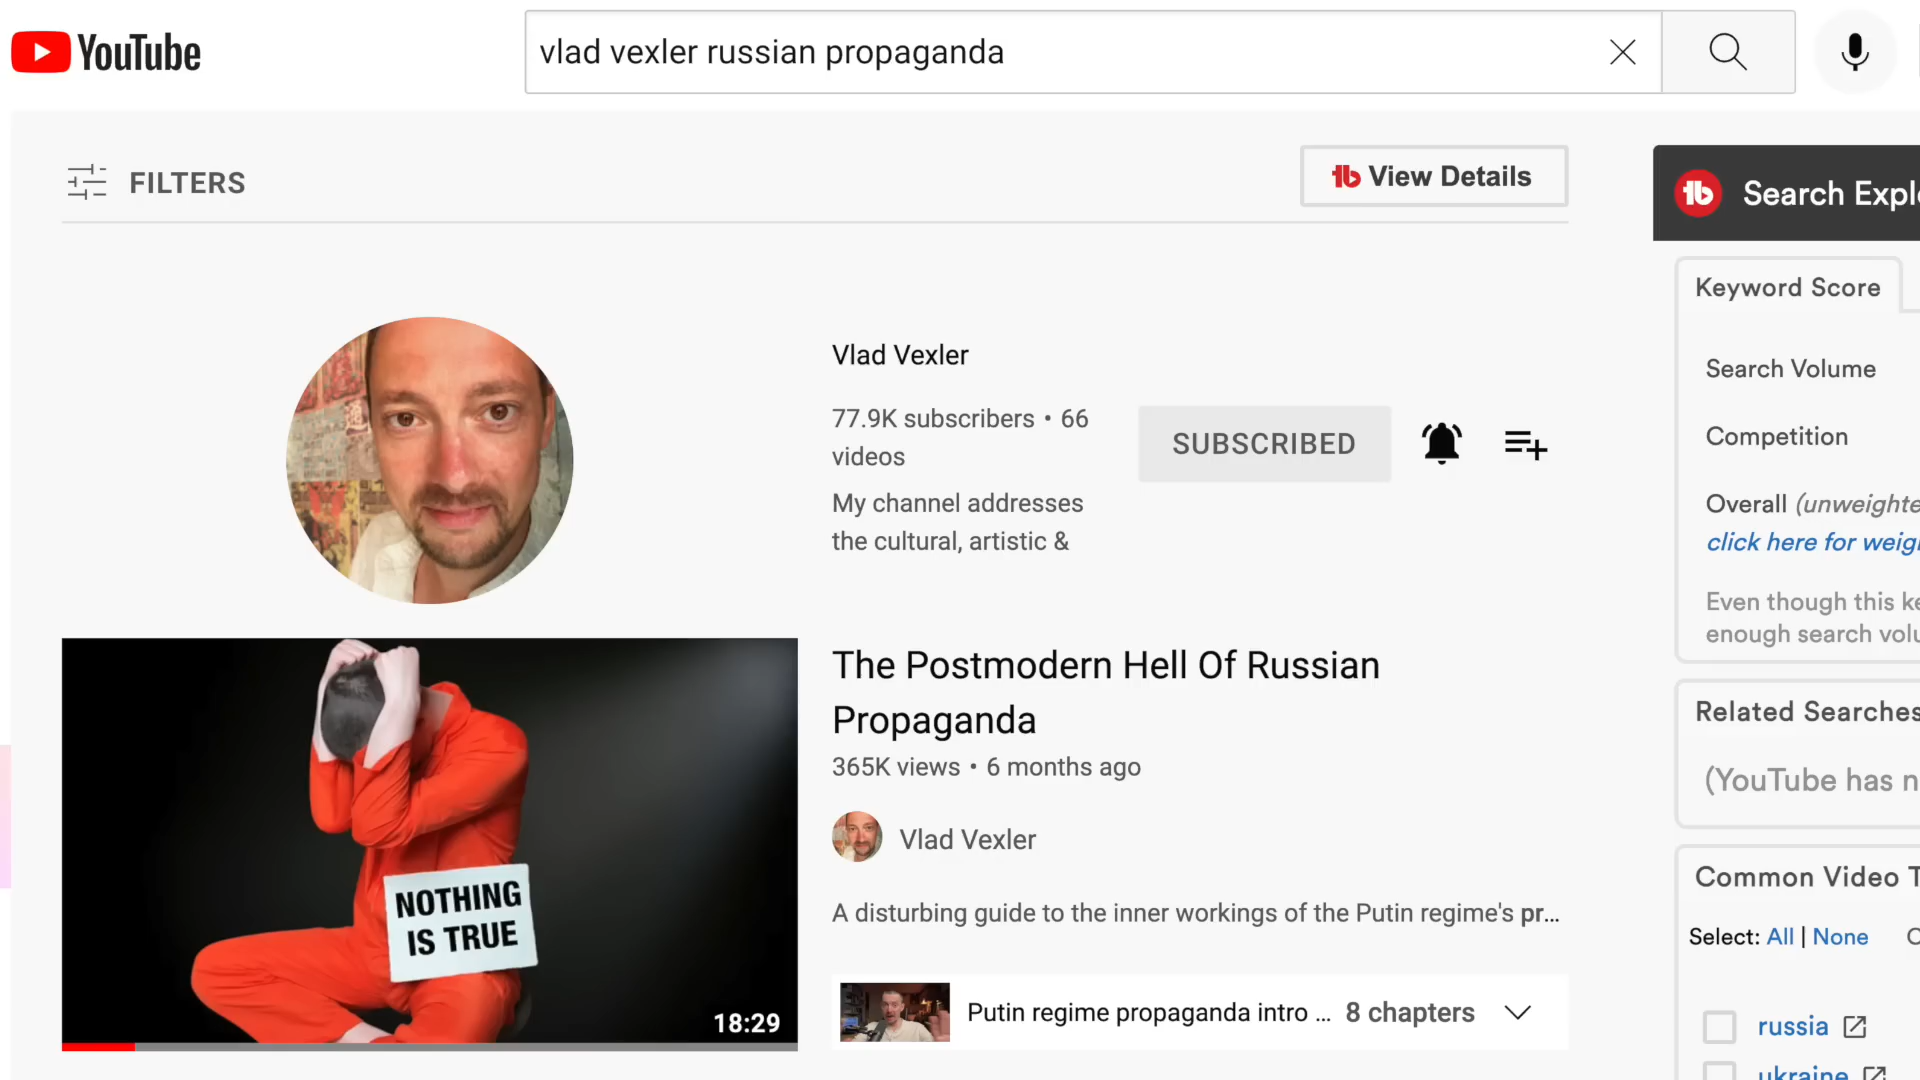 YouTube
vlad vexler russian propaganda
FILTERS
View Details
Search Expl
Keyword Score
Search Volume
Competition
Overall (unweighte
click here for weig
Even though this ke
enough search volu
Vlad Vexler
77.9K subscribers • 66
videos
My channel addresses
the cultural, artistic &
SUBSCRIBED
The Postmodern Hell Of Russian
Propaganda
365K views • 6 months ago
Vlad Vexler
A disturbing guide to the inner workings of the Putin regime's pr...
Putin regime propaganda intro ...
8 chapters
NOTHING
IS TRUE
18:29
Related Searches
(YouTube has n
Common Video T
Select: All | None
russia
ukraine